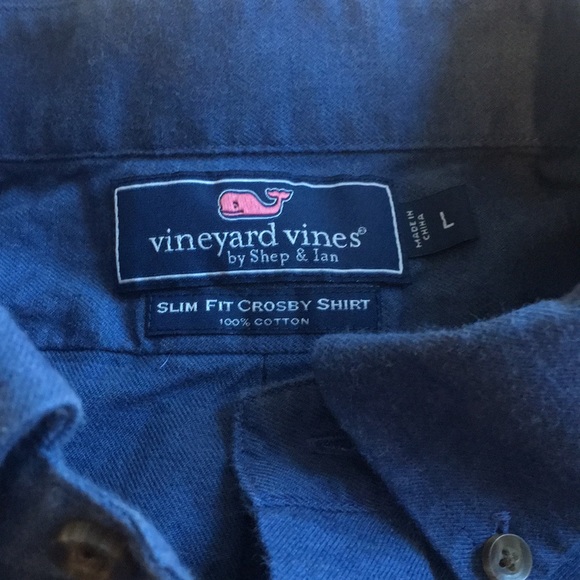 vineyard vines®
by Shep & Ian
MADE IN
CHINA
L
SLIM FIT CROSBY SHIRT
100% COTTON